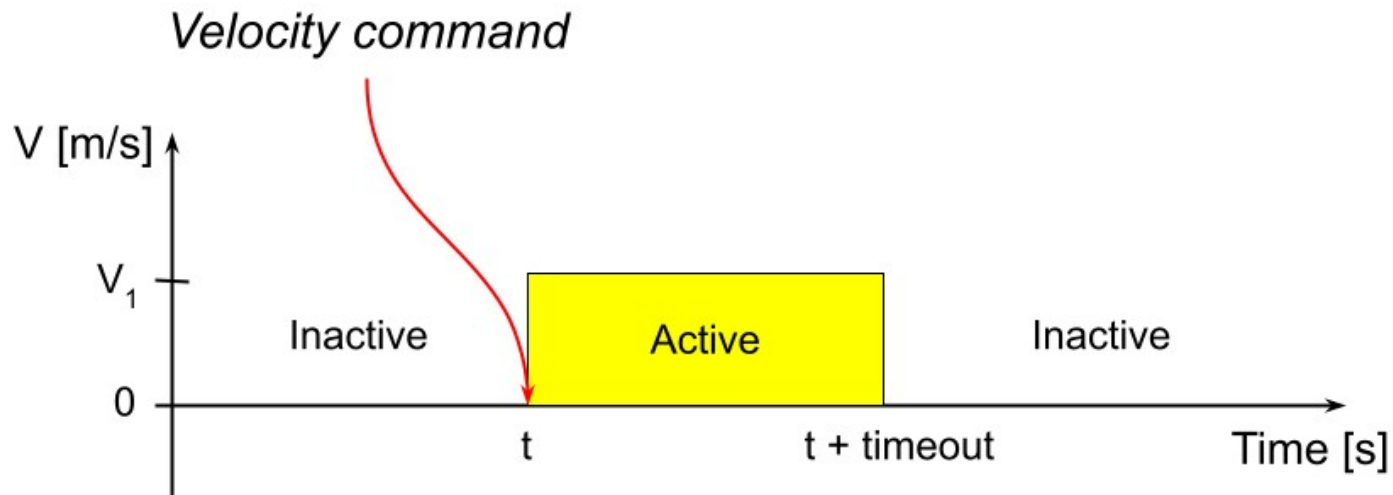 Velocity command
V [m/s]
V1
Inactive
Active
Inactive
0
t
t + timeout
Time [s]